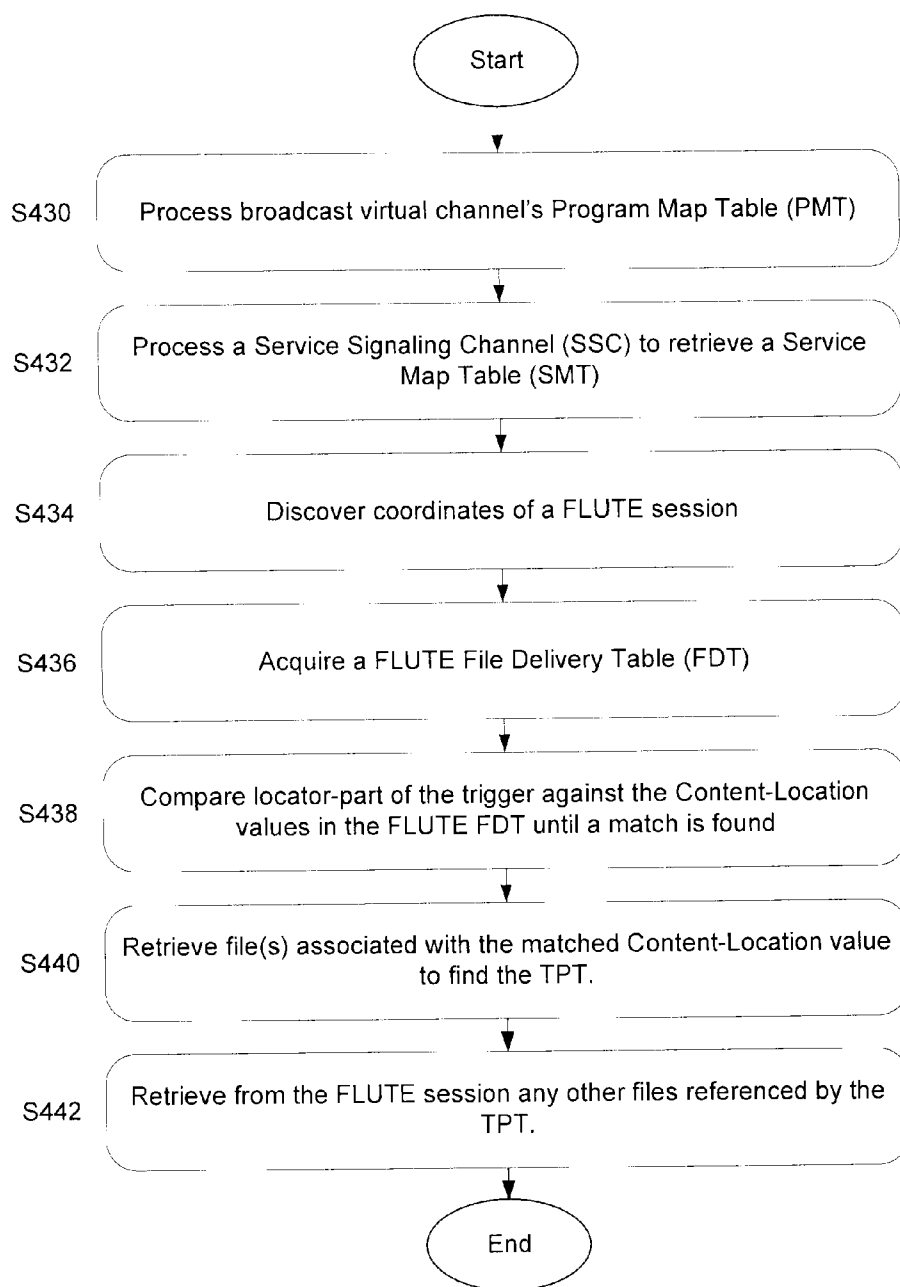 Start
S430
Process broadcast virtual channel's Program Map Table (PMT)
S432
Process a Service Signaling Channel (SSC) to retrieve a Service
Map Table (SMT)
S434
Discover coordinates of a FLUTE session
S436
Acquire a FLUTE File Delivery Table (FDT)
S438
Compare locator-part of the trigger against the Content-Location
values in the FLUTE FDT until a match is found
S440
Retrieve file(s) associated with the matched Content-Location value
to find the TPT.
S442
Retrieve from the FLUTE session any other files referenced by the
TPT.
End